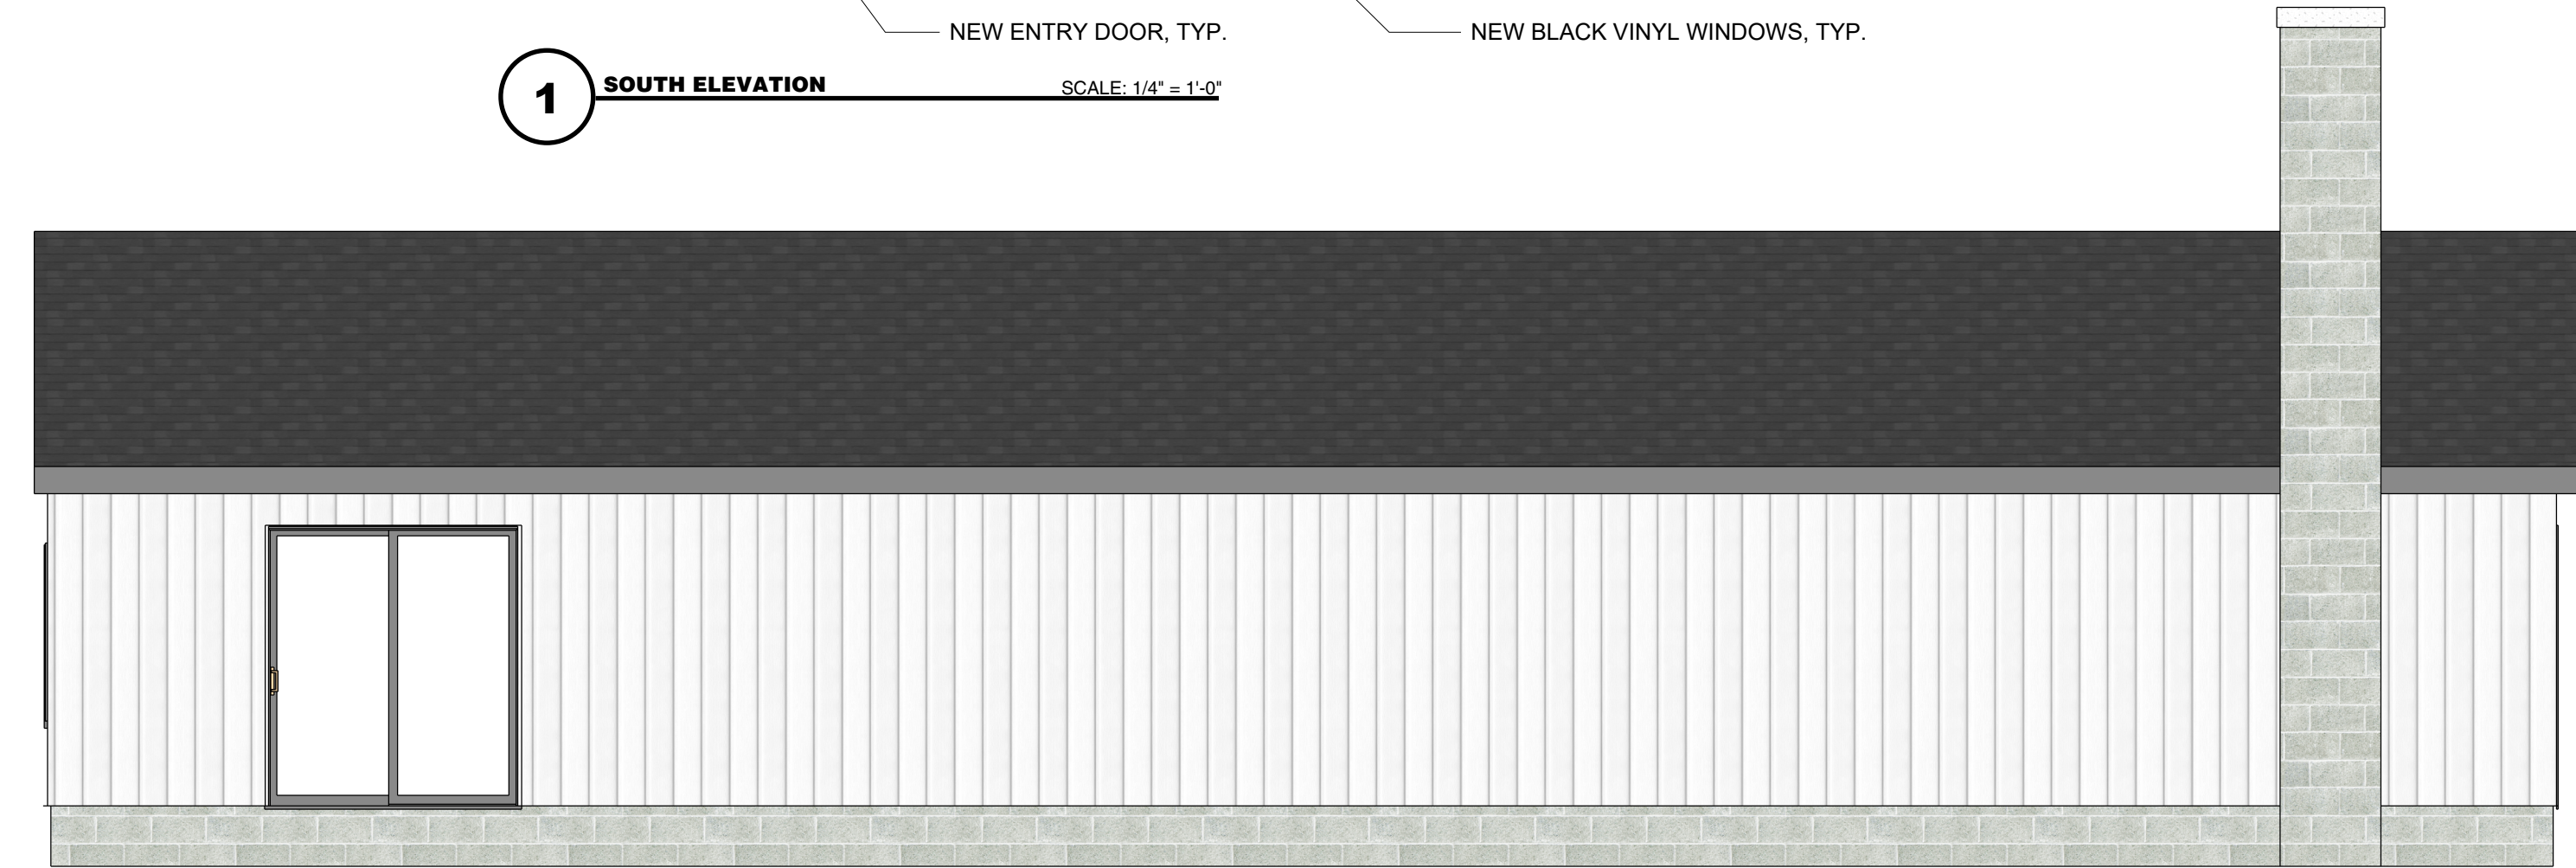 NEW ENTRY DOOR, TYP.
NEW BLACK VINYL WINDOWS, TYP.
1
SOUTH ELEVATION
SCALE: 1/4" = 1'-0"